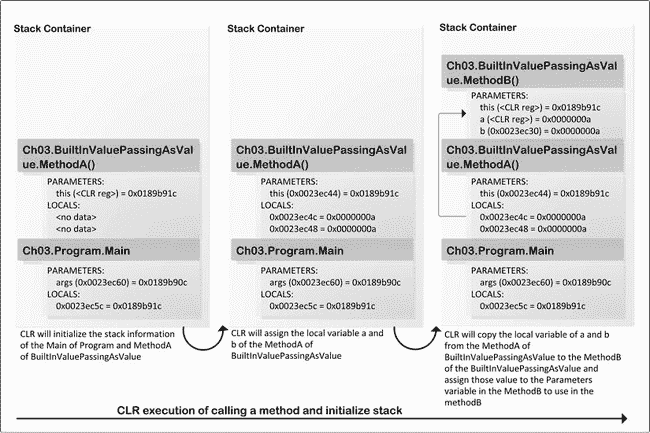 Stack Container
Ch03.BuiltInValuePassingAsVal
ue.MethodA()
PARAMETERS:
this (<CLR reg>) = 0x0189b91c
LOCALS:
<no data>
<no data>
Ch03.Program.Main
PARAMETERS:
args (0x0023ec60) = 0x0189b90c
LOCALS:
0x0023ec5c = 0x0189b91c
CLR will initialize the stack information
of the Main of Program and MethodA
of BuiltInValuePassingAsValue
Stack Container
Ch03.BuiltInValuePassingAsVal
ue.MethodA()
PARAMETERS:
this (0x0023ec44) = 0x0189b91c
LOCALS:
0x0023ec4c = 0x0000000a
0x0023ec48 = 0x0000000a
Ch03.Program.Main
PARAMETERS:
args (0x0023ec60) = 0x0189b90c
LOCALS:
0x0023ec5c = 0x0189b91c
CLR will assign the local variable a and
b of the MethodA of
BuiltInValuePassingAsValue
Stack Container
Ch03.BuiltInValuePassingAsVal
ue.MethodB()
PARAMETERS:
this (<CLR reg>) = 0x0189b91c
a (<CLR reg>) = 0x0000000a
b (0x0023ec30) = 0x0000000a
Ch03.BuiltInValuePassingAsVal
ue.MethodA()
PARAMETERS:
this (0x0023ec44) = 0x0189b91c
LOCALS:
0x0023ec4c = 0x0000000a
0x0023ec48 = 0x0000000a
Ch03.Program.Main
PARAMETERS:
args (0x0023ec60) = 0x0189b90c
LOCALS:
0x0023ec5c = 0x0189b91c
CLR will copy the local variable of a and b
from the MethodA of
BuiltInValuePassingAsValue to the MethodB
of the BuiltInValuePassingAsValue and
assign those value to the Parameters
variable in the MethodB to use in the
methodB
CLR execution of calling a method and initialize stack